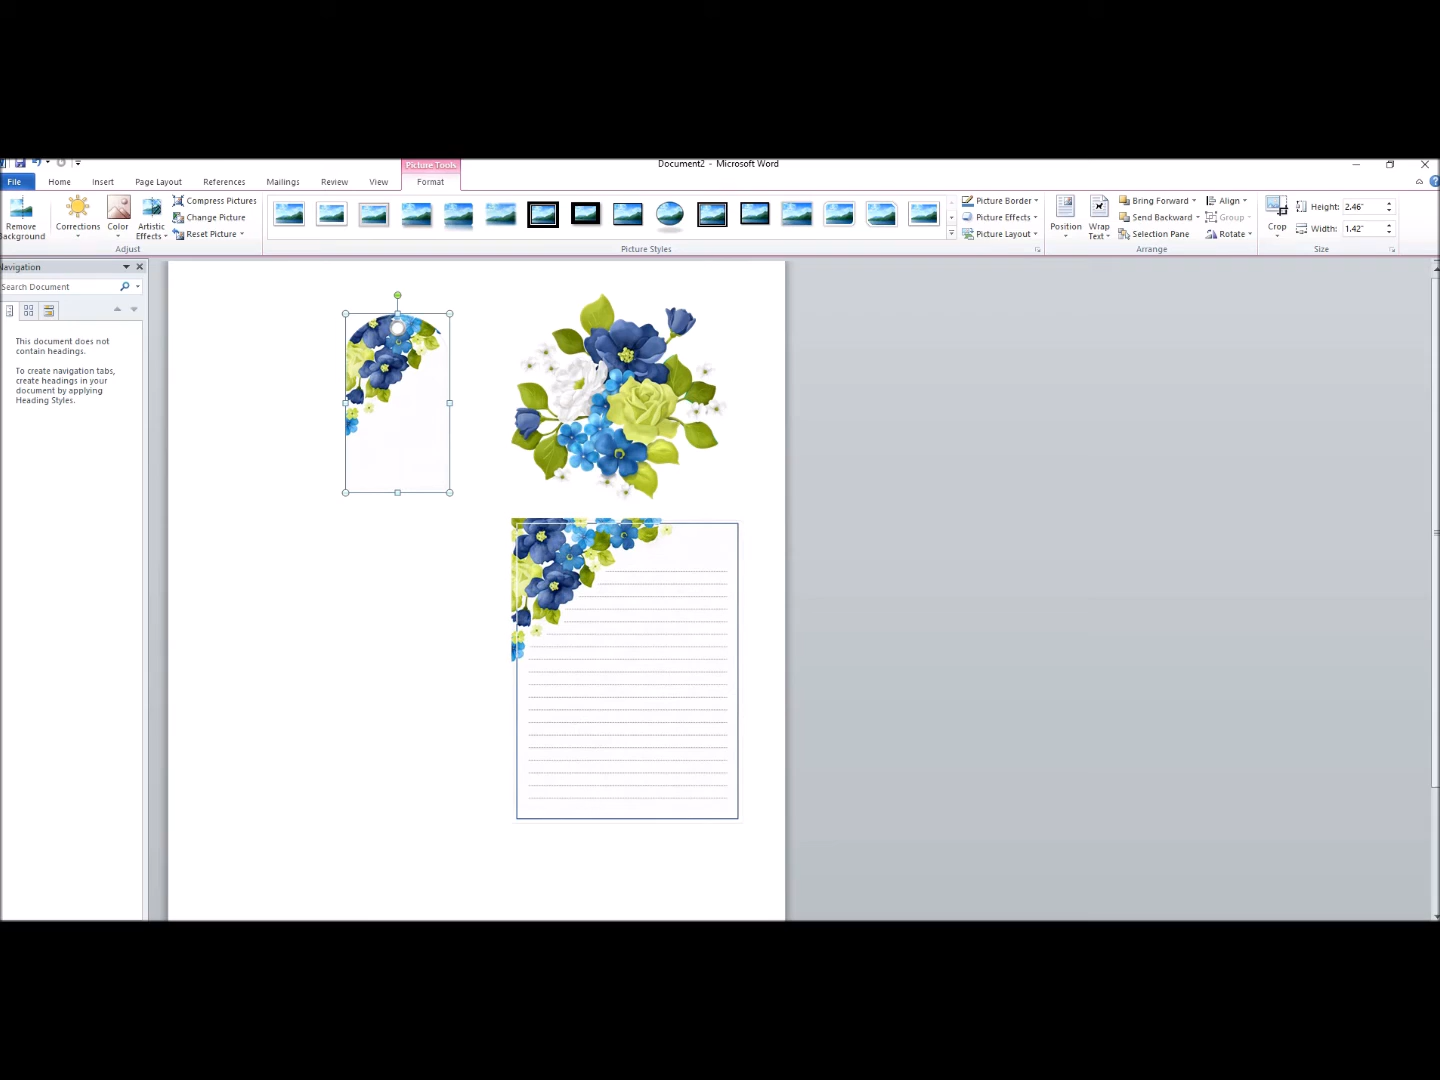 Picture Tools
Document2 - Microsoft Word
File Home Insert Page Layout References Mailings Review View Format
Remove Background
Corrections
Color
Artistic Effects
Compress Pictures
Change Picture
Reset Picture
Adjust
Picture Styles
Picture Border
Picture Effects
Picture Layout
Position
Wrap Text
Bring Forward
Send Backward
Selection Pane
Align
Group
Rotate
Arrange
Crop
Height: 2.46"
Width: 1.42"
Size
Navigation
Search Document
This document does not
contain headings.
To create navigation tabs,
create headings in your
document by applying
Heading Styles.